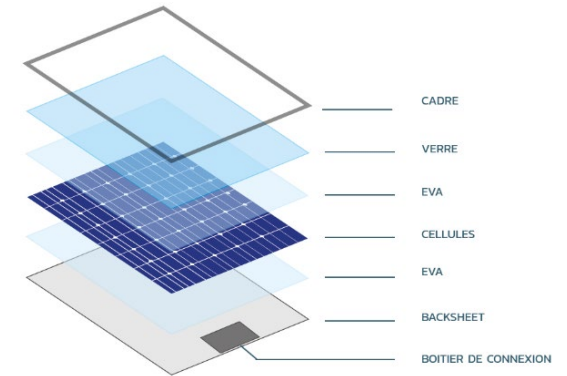 CADRE
VERRE
EVA
CELLULES
EVA
BACKSHEET
BOITIER DE CONNEXION